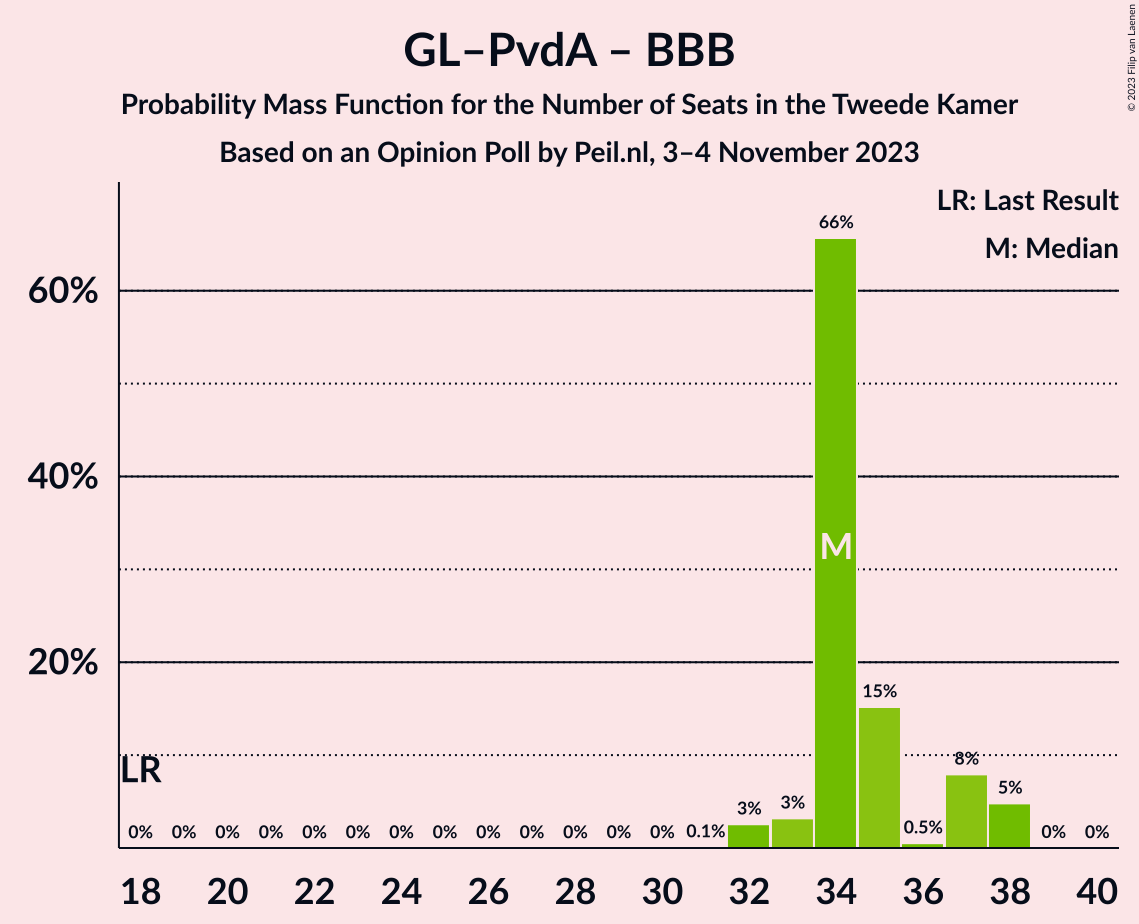 GL–PvdA – BBB
Probability Mass Function for the Number of Seats in the Tweede Kamer
Based on an Opinion Poll by Peil.nl, 3–4 November 2023
© 2023 Filip van Laenen
LR: Last Result
M: Median
66%
60%
40%
M
20%
15%
LR
8%
5%
3%
3%
0% 0% 0% 0% 0% 0% 0% 0% 0% 0% 0% 0% 0% 0.1% 0.5% 0% 0%
18 20 22 24 26 28 30 32 34 36 38 40